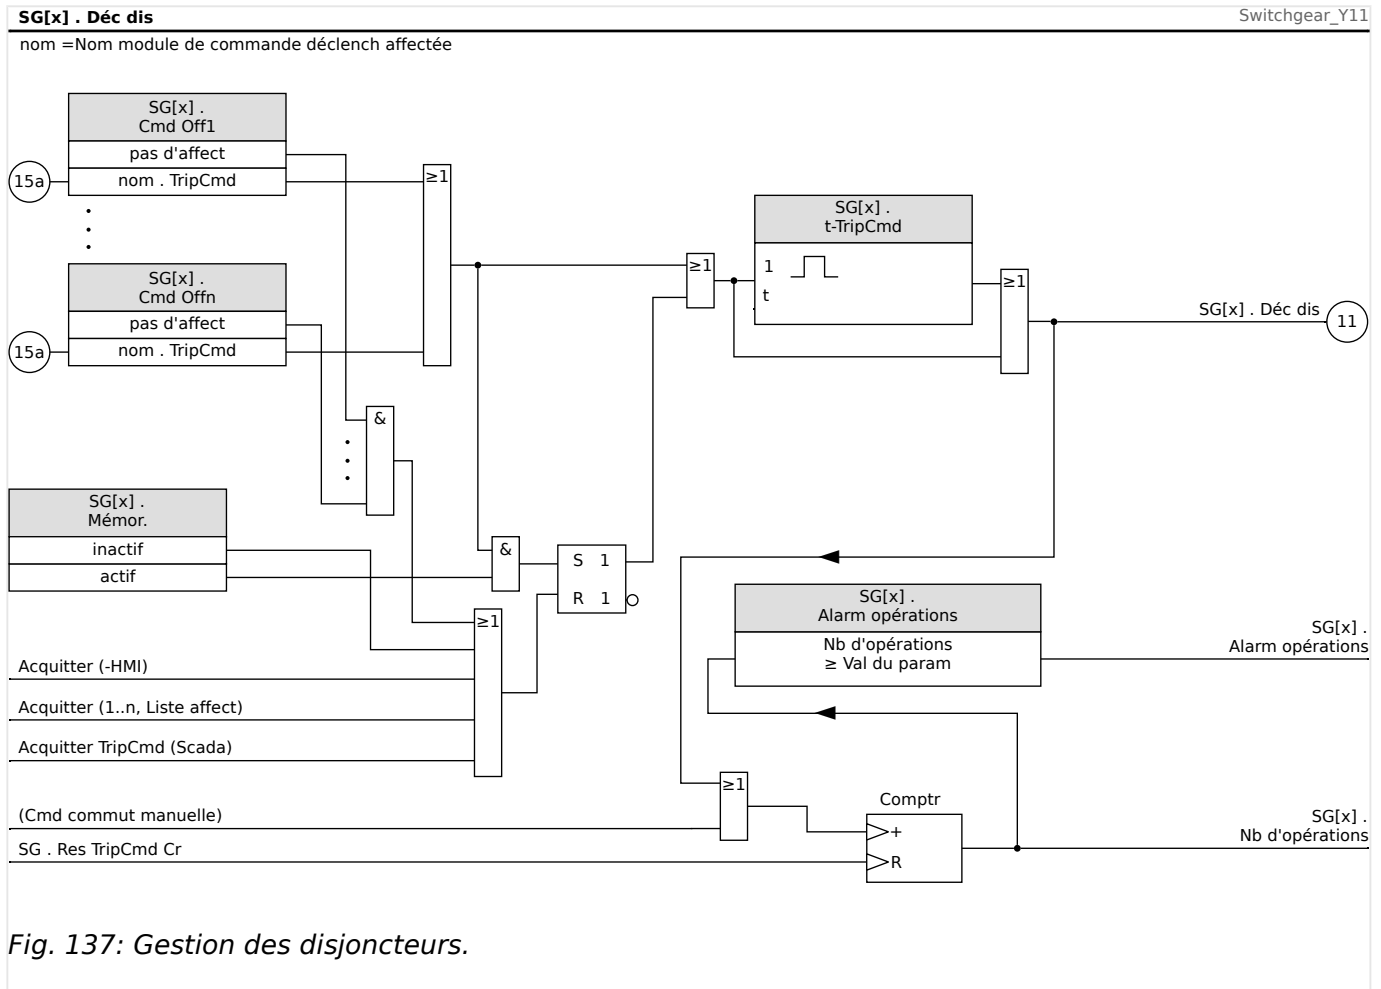 SG[x] . Déc dis
Switchgear_Y11
nom =Nom module de commande déclench affectée
SG[x] .
Cmd Off1
pas d'affect
15a
nom . TripCmd
≥1
SG[x] .
Cmd Offn
pas d'affect
15a
nom . TripCmd
≥1
SG[x] .
t-TripCmd
1
t
≥1
SG[x] . Déc dis
11
&
SG[x] .
Mémor.
inactif
actif
&
S 1
R 1
≥1
Acquitter (-HMI)
Acquitter (1..n, Liste affect)
Acquitter TripCmd (Scada)
SG[x] .
Alarm opérations
Nb d'opérations
≥ Val du param
SG[x] .
Alarm opérations
(Cmd commut manuelle)
SG . Res TripCmd Cr
≥1
Comptr
+
R
SG[x] .
Nb d'opérations
Fig. 137: Gestion des disjoncteurs.